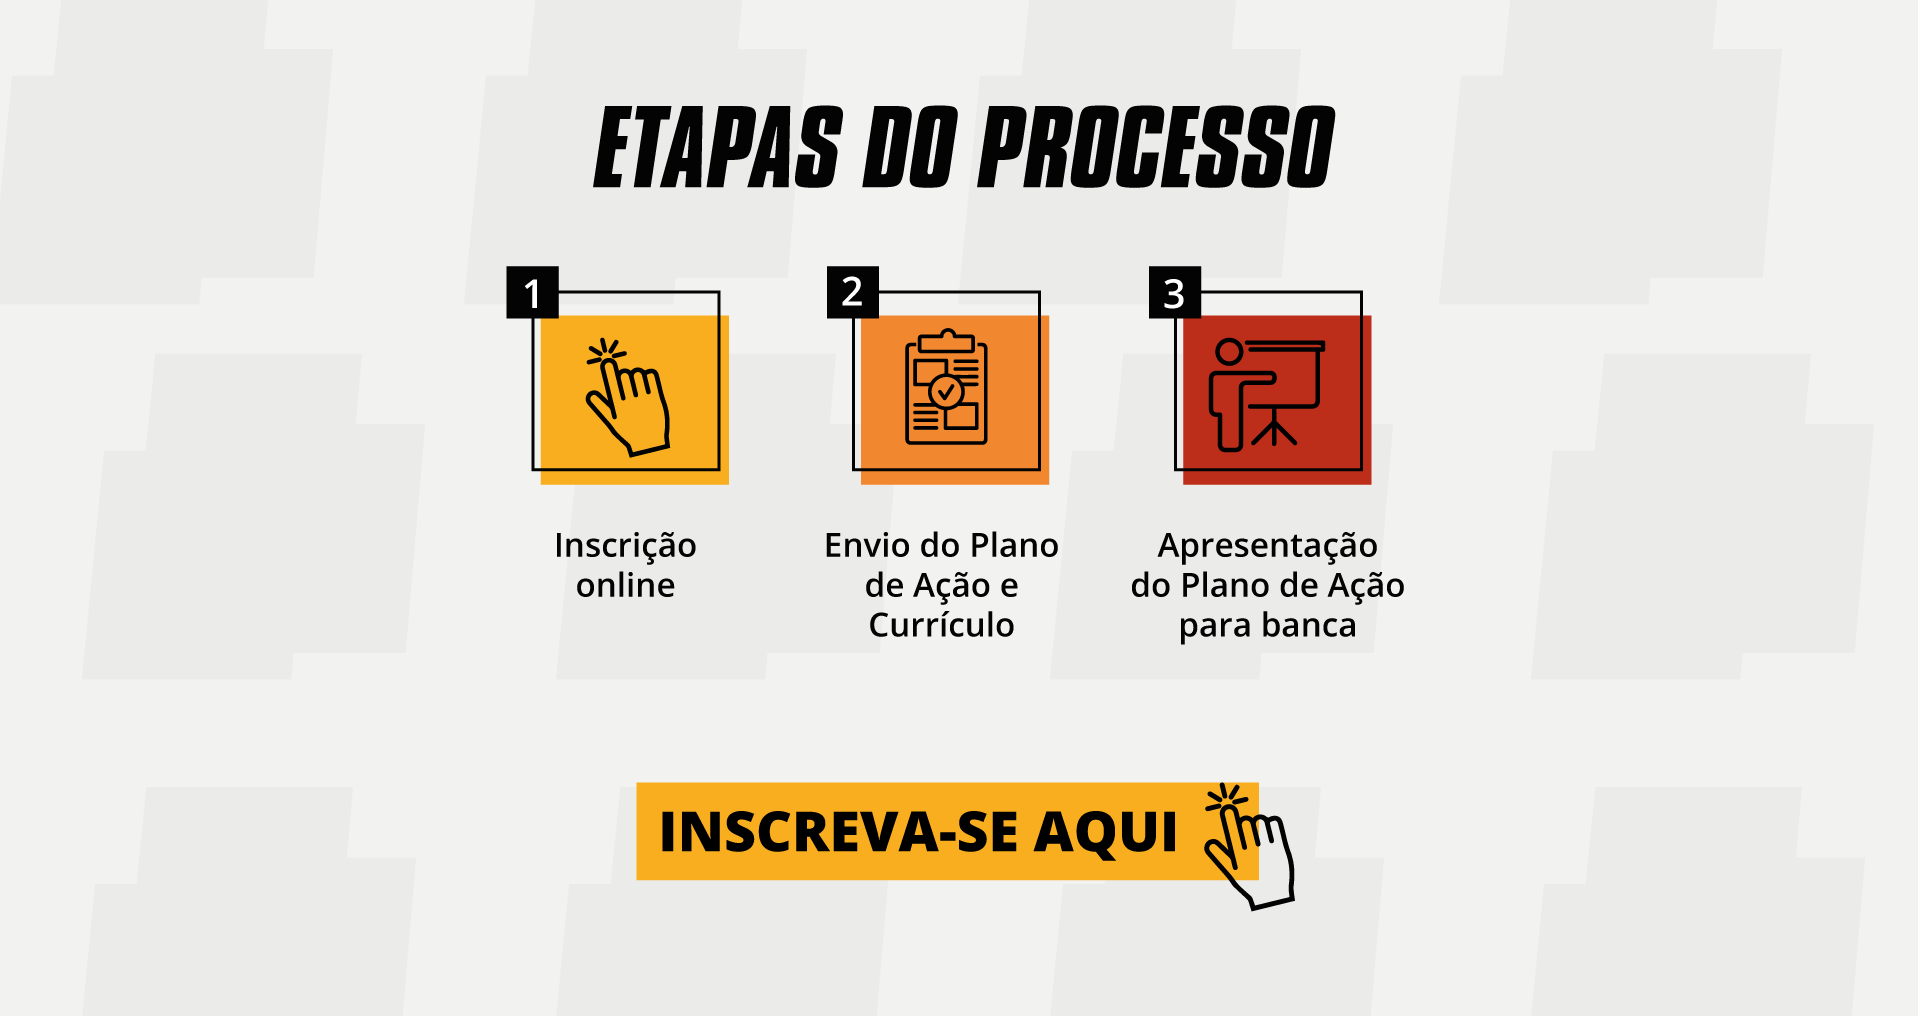 ETAPAS DO PROCESSO
1
Inscrição
online
2
Envio do Plano
de Ação e
Currículo
3
Apresentação
do Plano de Ação
para banca
INSCREVA-SE AQUI